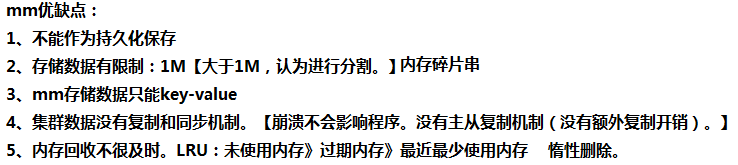 mm优缺点：
1、不能作为持久化保存
2、存储数据有限制：1M【大于1M，认为进行分割。】内存碎片串
3、mm存储数据只能key-value
4、集群数据没有复制和同步机制。【崩溃不会影响程序。没有主从复制机制（没有额外复制开销）。】
5、内存回收不很及时。LRU：未使用内存》过期内存》最近最少使用内存 惰性删除。